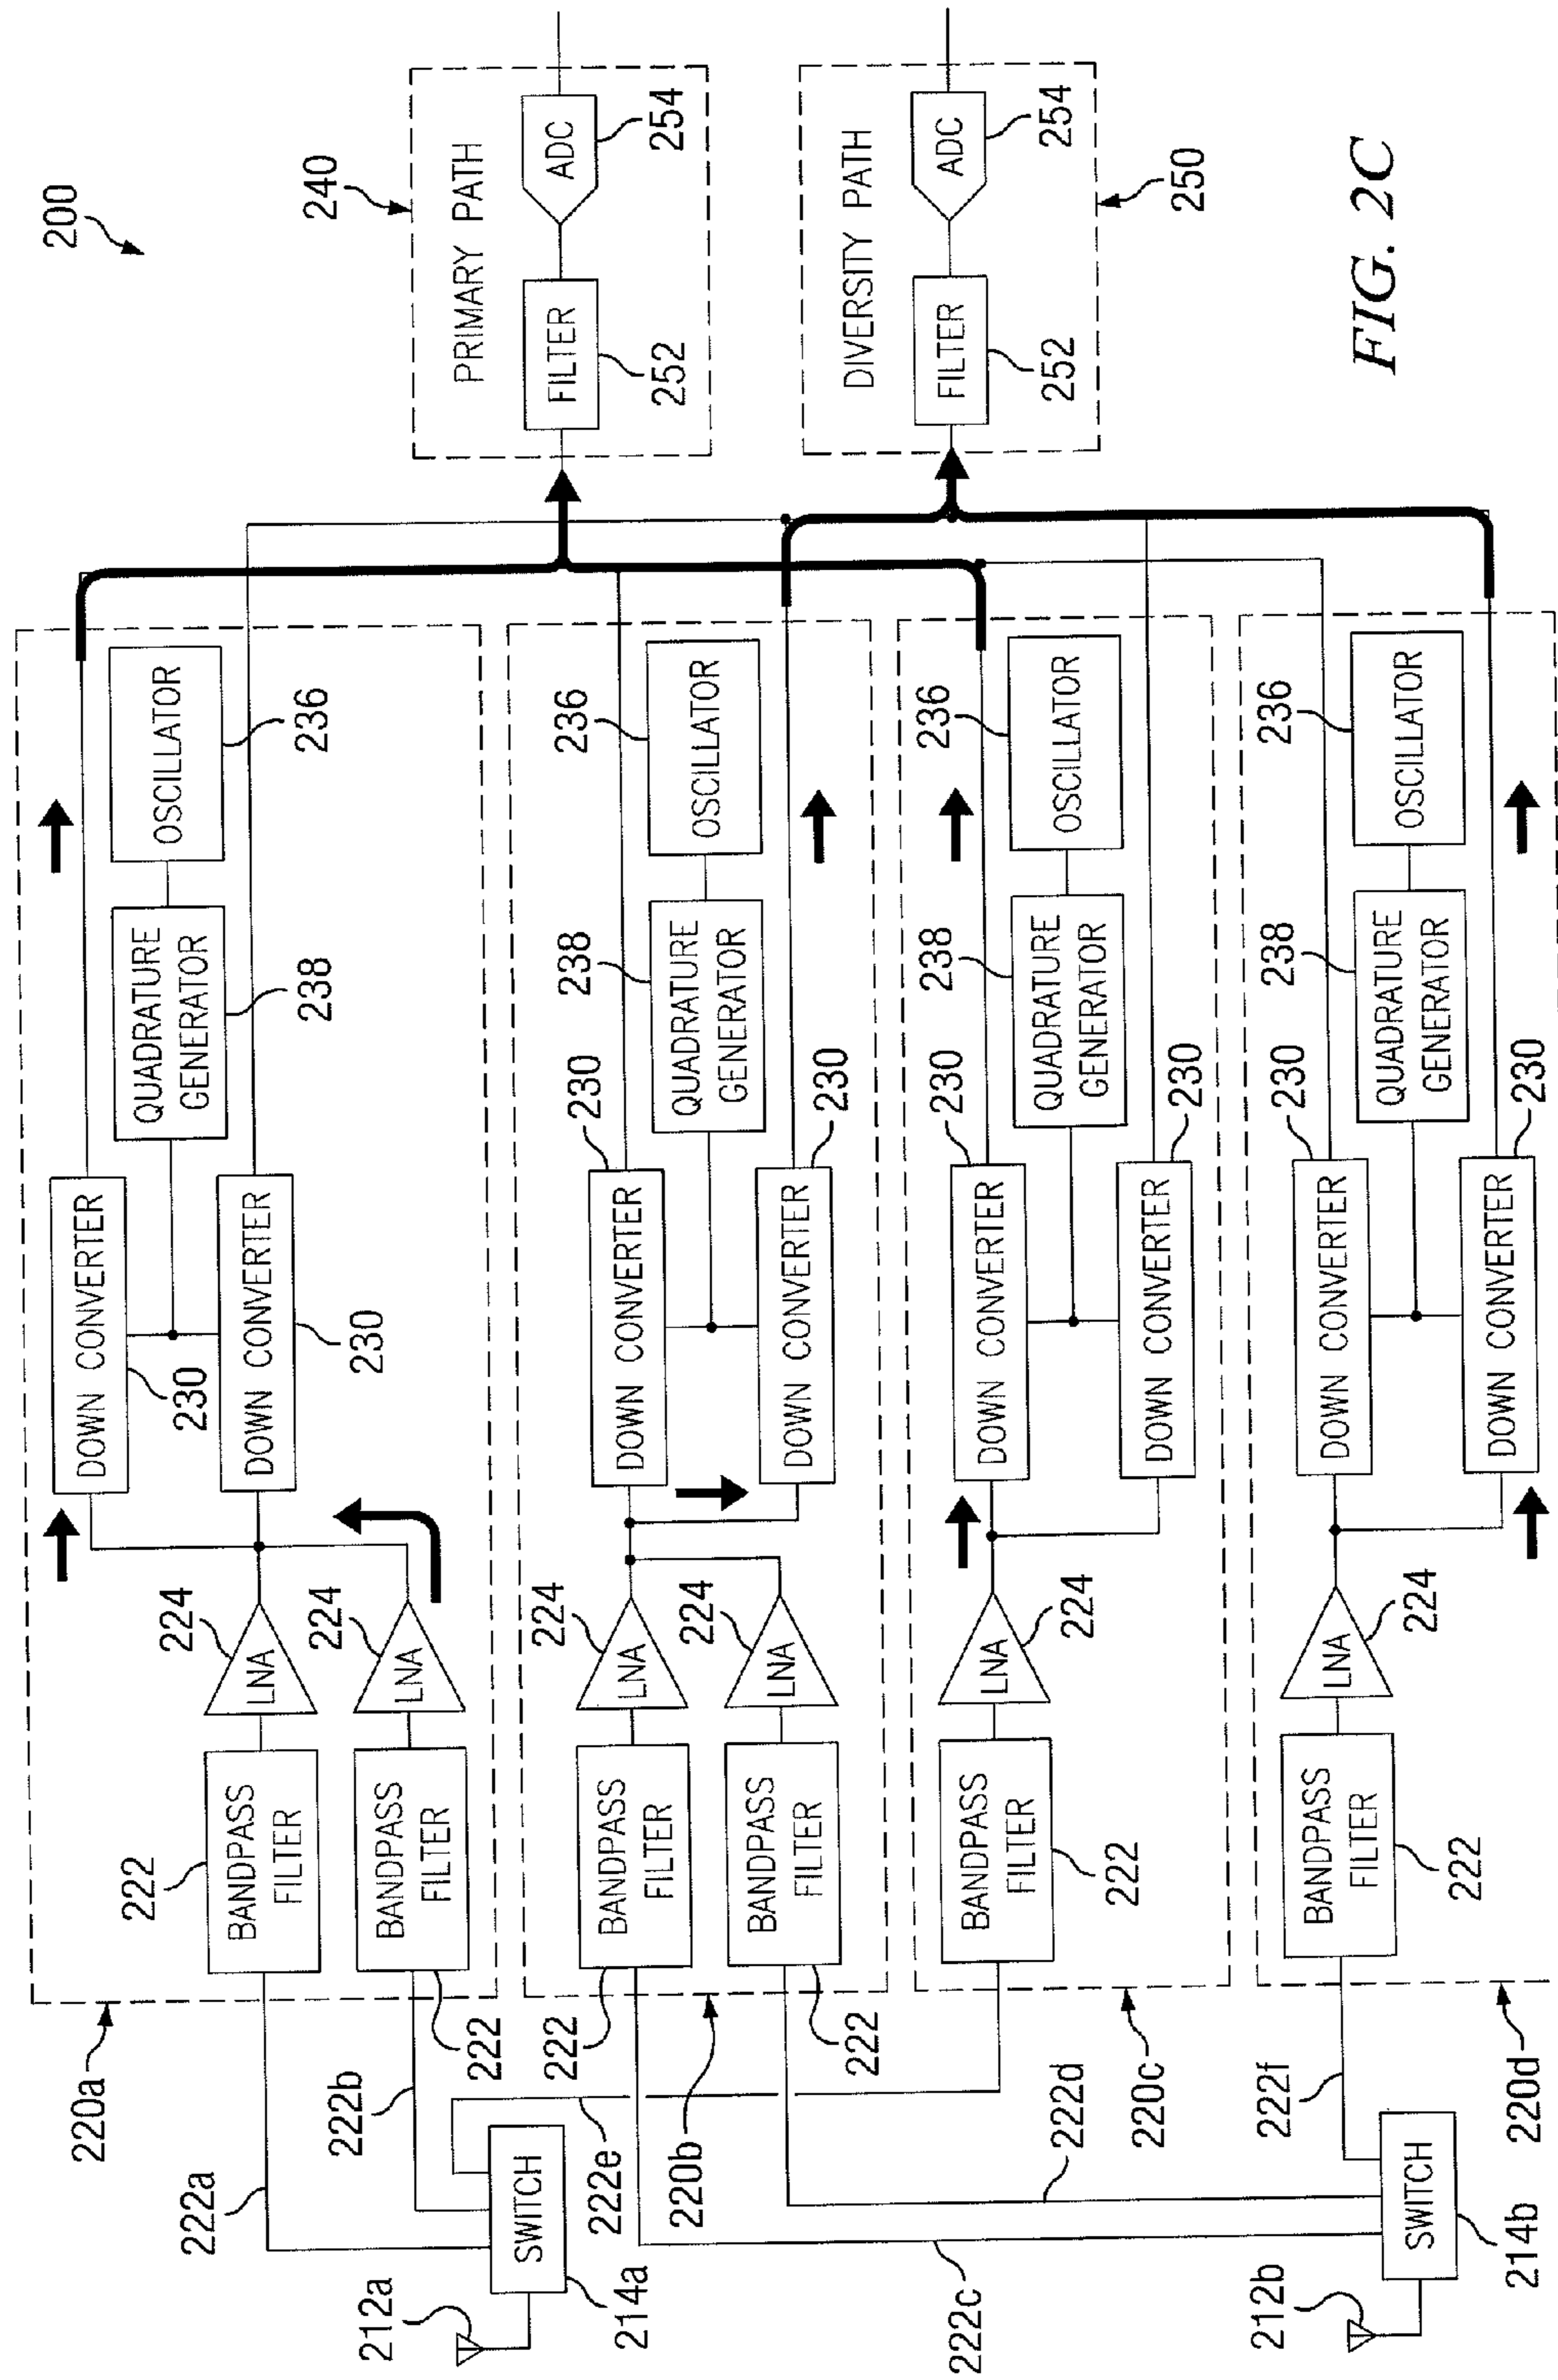 200
240
PRIMARY PATH
FILTER
252
ADC
254
DIVERSITY PATH
FILTER
252
ADC
254
250
220a
222a
222b
BANDPASS
FILTER
222
LNA
224
BANDPASS
FILTER
222
LNA
224
DOWN CONVERTER
230
DOWN CONVERTER
230
QUADRATURE
GENERATOR
238
OSCILLATOR
236
212a
SWITCH
214a
222e
220b
222c
222d
BANDPASS
FILTER
222
LNA
224
BANDPASS
FILTER
222
LNA
224
DOWN CONVERTER
230
DOWN CONVERTER
230
QUADRATURE
GENERATOR
238
OSCILLATOR
236
220c
BANDPASS
FILTER
222
LNA
224
DOWN CONVERTER
230
DOWN CONVERTER
230
QUADRATURE
GENERATOR
238
OSCILLATOR
236
212b
SWITCH
214b
222f
220d
BANDPASS
FILTER
222
LNA
224
DOWN CONVERTER
230
DOWN CONVERTER
230
QUADRATURE
GENERATOR
238
OSCILLATOR
236
FIG. 2C